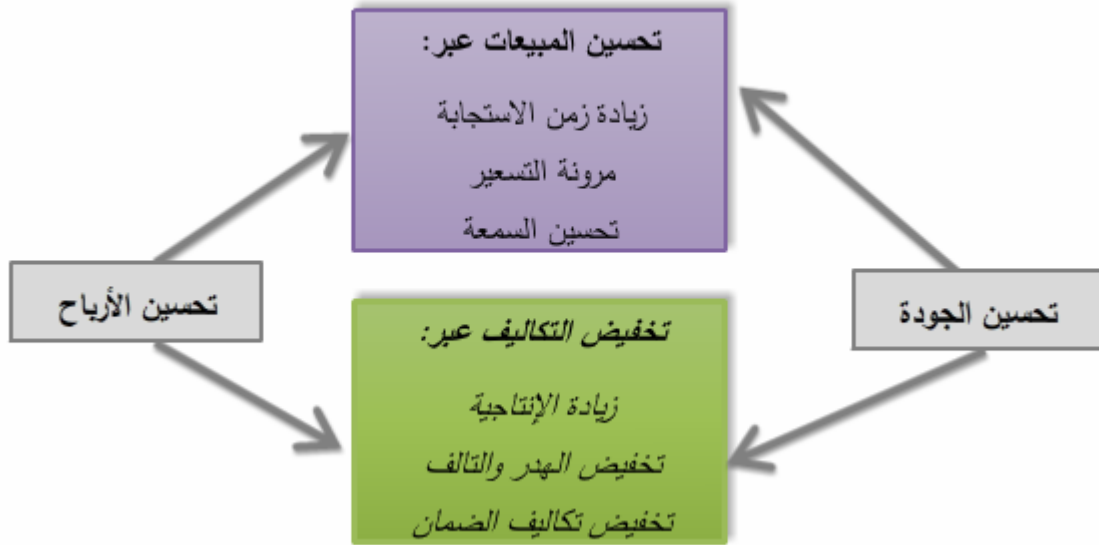 تحسين المبيعات عبر:
زيادة زمن الاستجابة
مرونة التسعير
تحسين السمعة
تحسين الجودة
تحسين الأرباح
تخفيض التكاليف عبر:
زيادة الإنتاجية
تخفيض الهدر والتالف
تخفيض تكاليف الضمان